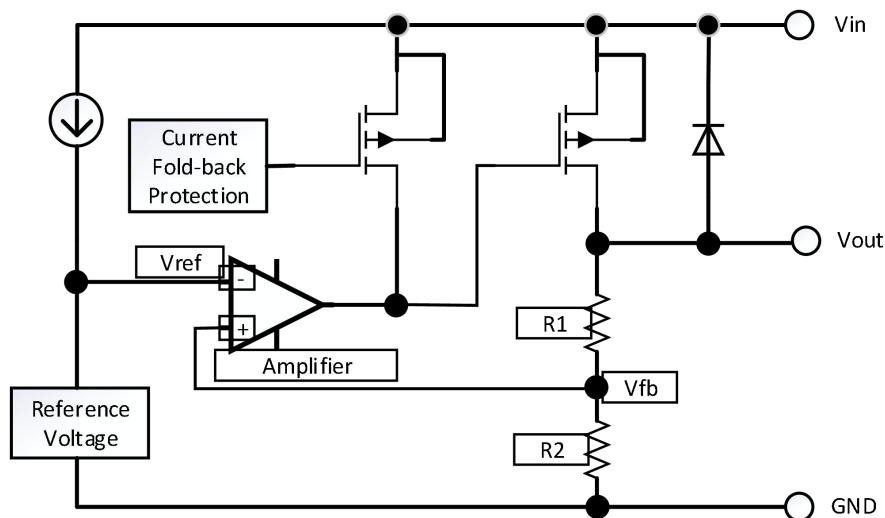 Vin
Current
Fold-back
Protection
Vref
-
+
Amplifier
Vout
R1
Vfb
Reference
Voltage
R2
GND